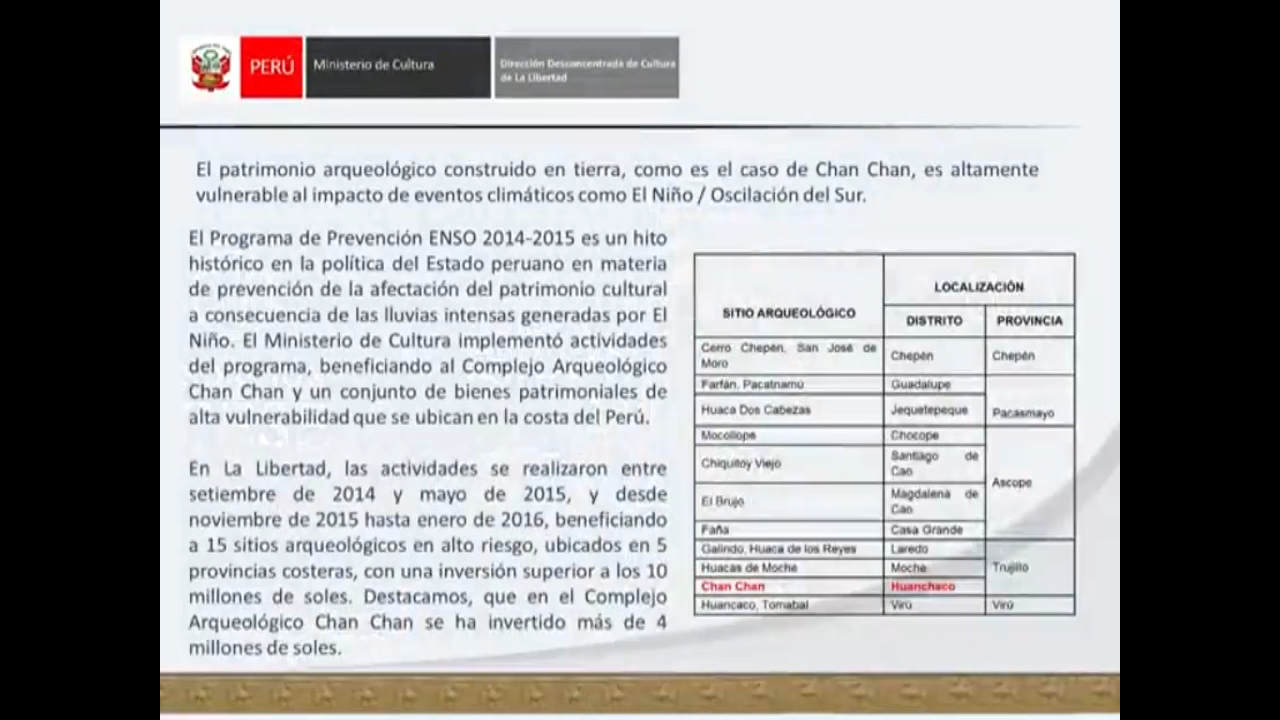 PERÚ
Ministerio de Cultura
Dirección Desconcentrada de Cultura
de La Libertad
El patrimonio arqueológico construido en tierra, como es el caso de Chan Chan, es altamente
vulnerable al impacto de eventos climáticos como El Niño / Oscilación del Sur.
El Programa de Prevención ENSO 2014-2015 es un hito
histórico en la política del Estado peruano en materia
de prevención de la afectación del patrimonio cultural
a consecuencia de las lluvias intensas generadas por El
Niño. El Ministerio de Cultura implementó actividades
del programa, beneficiando al Complejo Arqueológico
Chan Chan y un conjunto de bienes patrimoniales de
alta vulnerabilidad que se ubican en la costa del Perú.
En La Libertad, las actividades se realizaron entre
setiembre de 2014 y mayo de 2015, y desde
noviembre de 2015 hasta enero de 2016, beneficiando
a 15 sitios arqueológicos en alto riesgo, ubicados en 5
provincias costeras, con una inversión superior a los 10
millones de soles. Destacamos, que en el Complejo
Arqueológico Chan Chan se ha invertido más de 4
millones de soles.
SITIO ARQUEOLÓGICO
LOCALIZACIÓN
DISTRITO
PROVINCIA
Cerro Chepén, San José de
Moro
Chepén
Chepén
Farfán, Pacatnamú
Guadalupe
Huaca Dos Cabezas
Jequetepeque
Pacasmayo
Mocollope
Chocope
Chiquitoy Viejo
Santiago de
Cao
Ascope
El Brujo
Magdalena de
Cao
Faña
Casa Grande
Galindo, Huaca de los Reyes
Laredo
Huacas de Moche
Moche
Trujillo
Chan Chan
Huanchaco
Huancaco, Tomabal
Virú
Virú